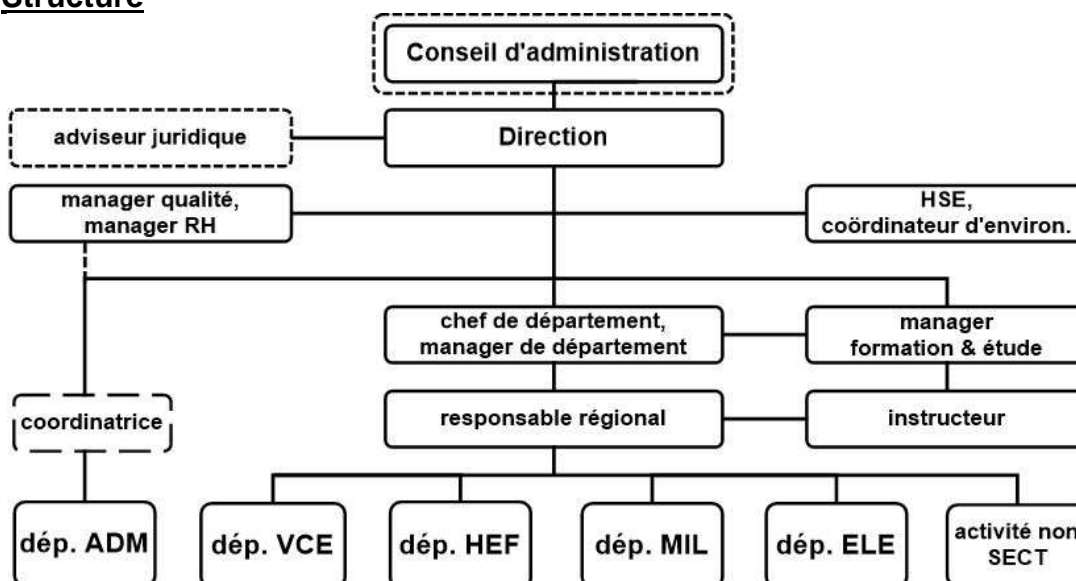 Structure
Conseil d'administration
adviseur juridique
Direction
manager qualité,
manager RH
HSE,
coördinateur d'environ.
chef de département,
manager de département
manager
formation & étude
coordinatrice
responsable régional
instructeur
dép. ADM
dép. VCE
dép. HEF
dép. MIL
dép. ELE
activité non
SECT